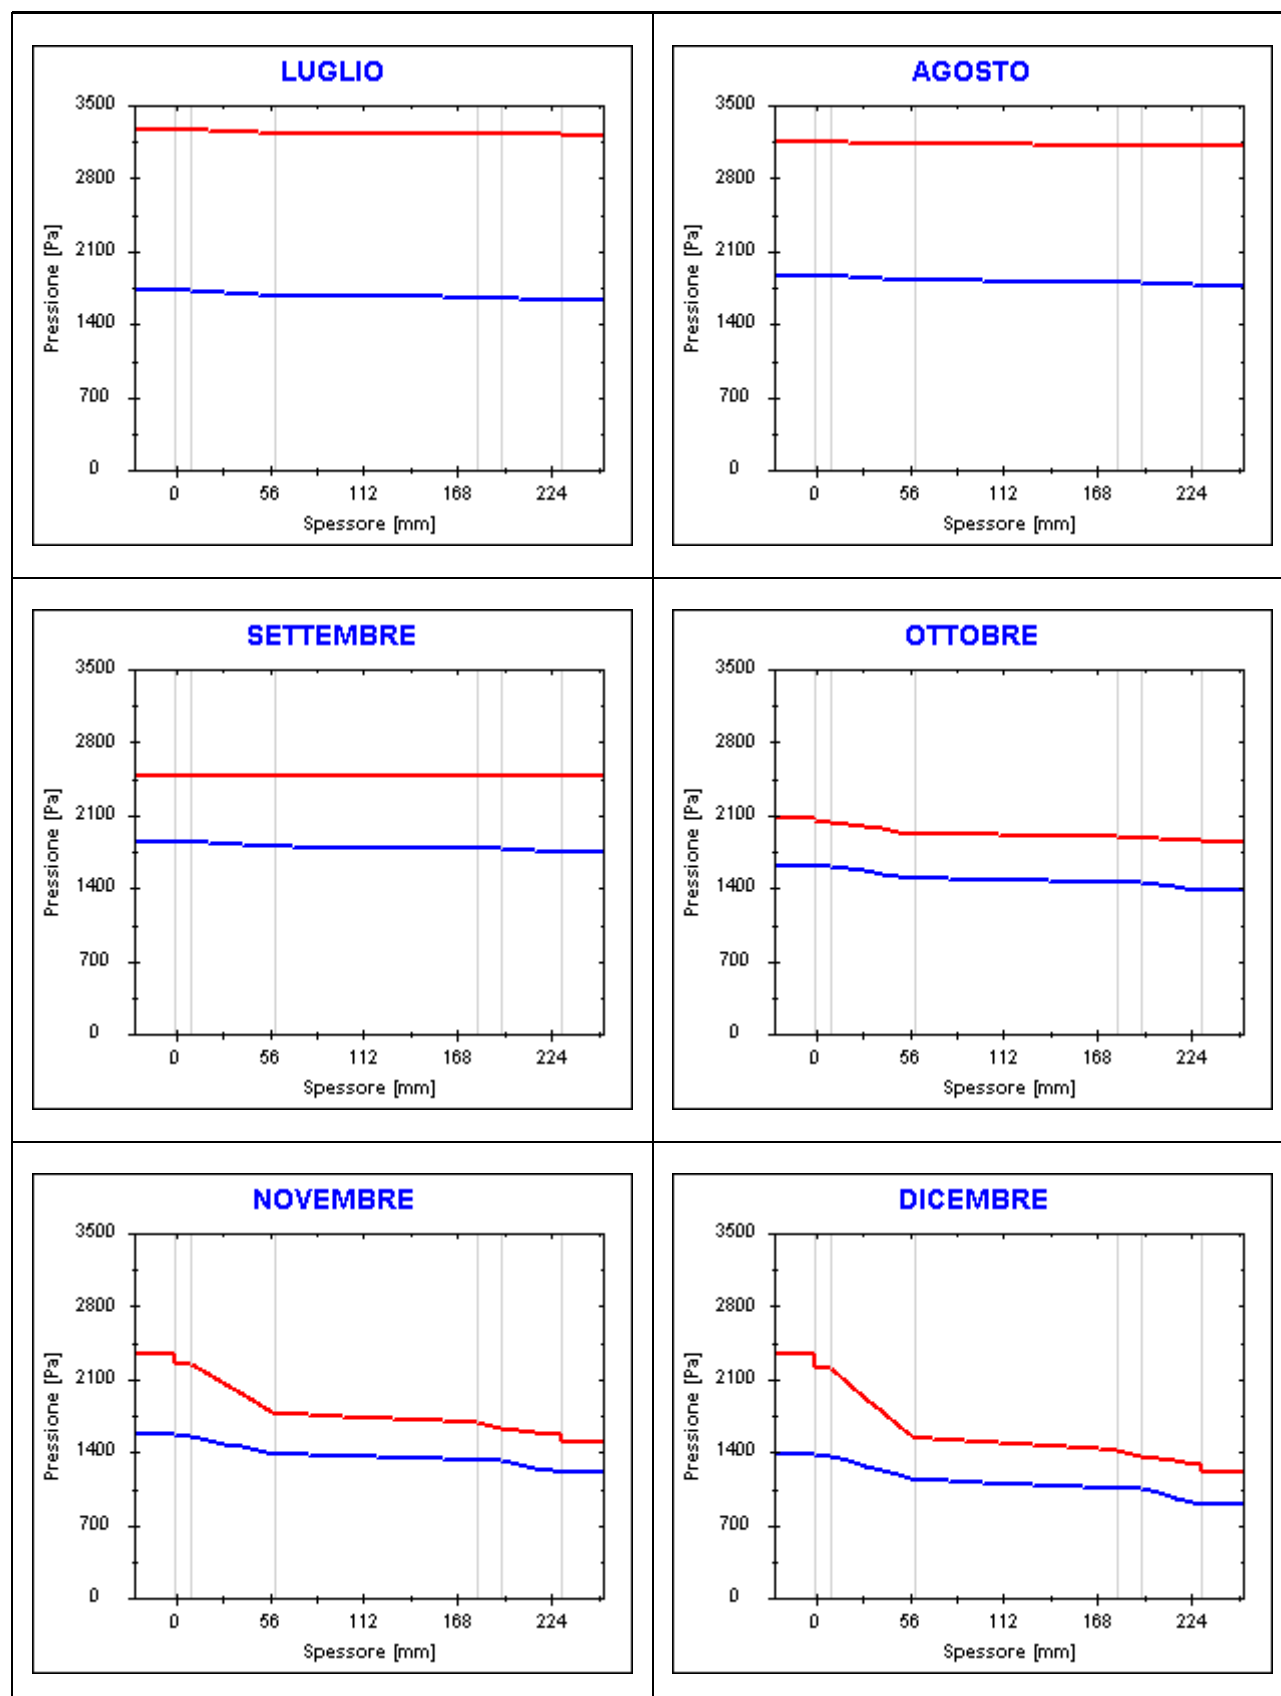 LUGLIO
3500
2800
2100
1400
700
0
Pressione [Pa]
0 56 112 168 224
Spessore [mm]
AGOSTO
3500
2800
2100
1400
700
0
Pressione [Pa]
0 56 112 168 224
Spessore [mm]
SETTEMBRE
3500
2800
2100
1400
700
0
Pressione [Pa]
0 56 112 168 224
Spessore [mm]
OTTOBRE
3500
2800
2100
1400
700
0
Pressione [Pa]
0 56 112 168 224
Spessore [mm]
NOVEMBRE
3500
2800
2100
1400
700
0
Pressione [Pa]
0 56 112 168 224
Spessore [mm]
DICEMBRE
3500
2800
2100
1400
700
0
Pressione [Pa]
0 56 112 168 224
Spessore [mm]